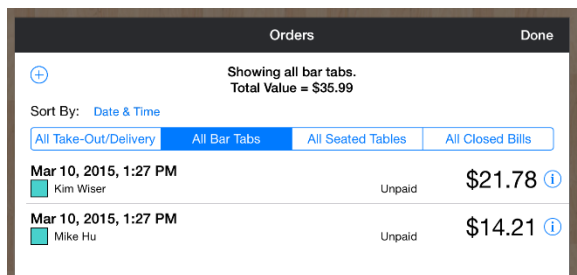 Orders Done
Showing all bar tabs.
Total Value = $35.99
Sort By: Date & Time
All Take-Out/Delivery All Bar Tabs All Seated Tables All Closed Bills
Mar 10, 2015, 1:27 PM
Kim Wiser Unpaid $21.78
Mar 10, 2015, 1:27 PM
Mike Hu Unpaid $14.21